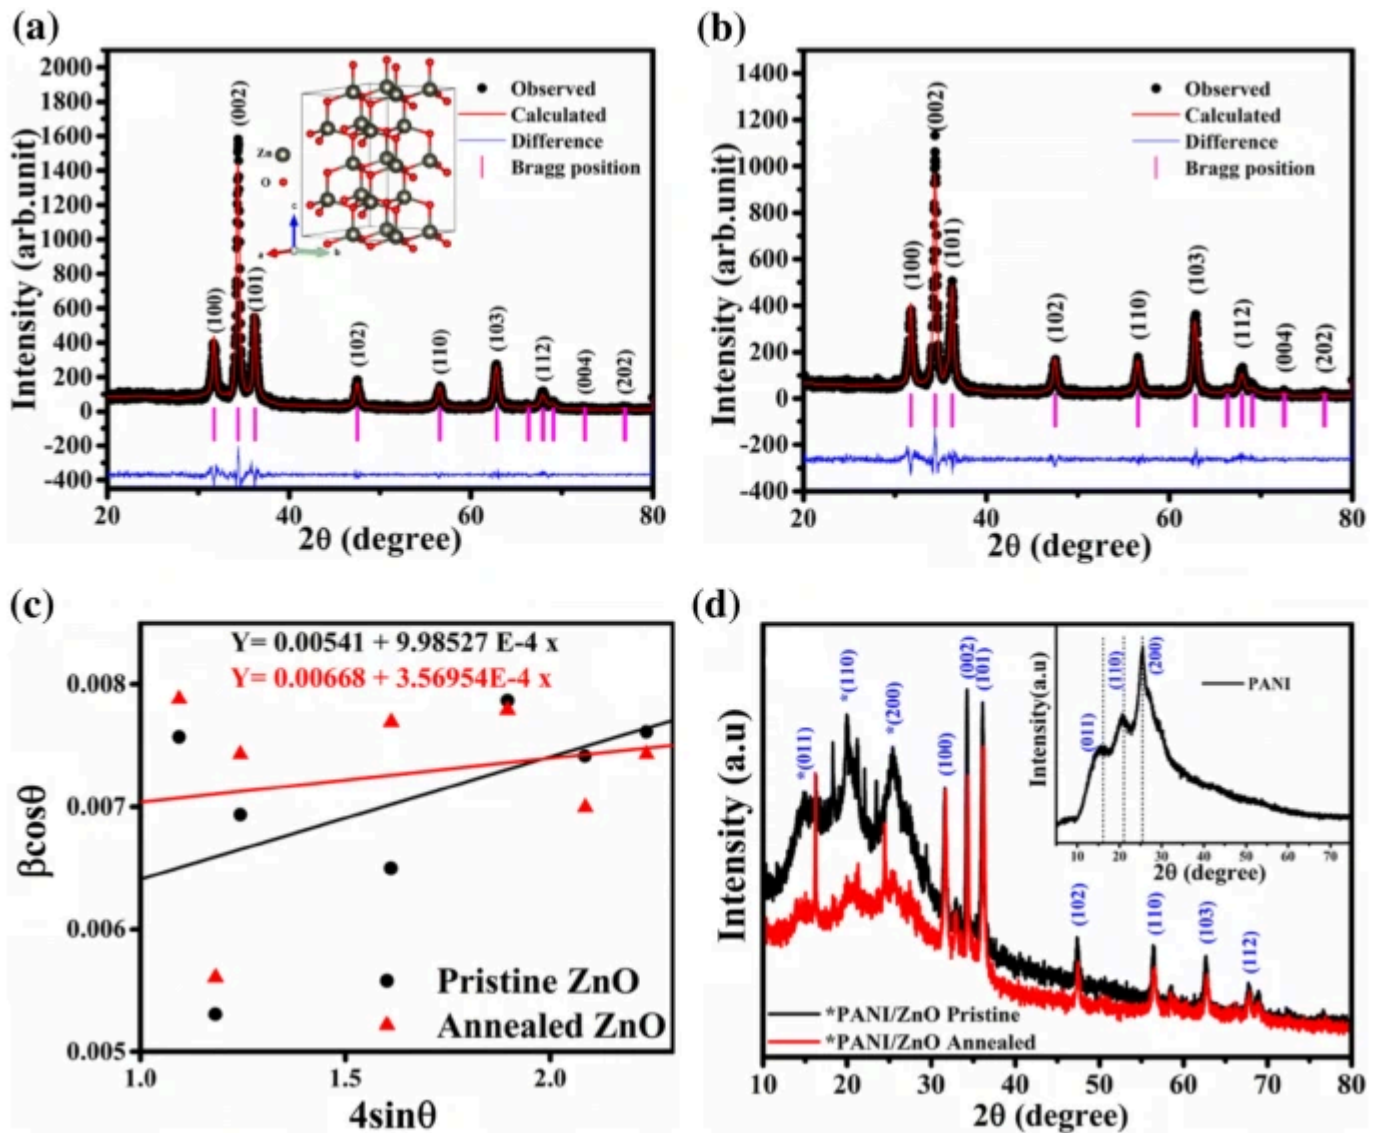 (a)
2000
1800
1600
1400
1200
1000
800
600
400
200
0
-200
-400
Intensity (arb.unit)
(100)
(002)
(101)
(102)
(110)
(103)
(112)
(004)
(202)
Zn
O
c
a
b
Observed
Calculated
Difference
Bragg position
20 40 60 80
2θ (degree)
(b)
1400
1200
1000
800
600
400
200
0
-200
-400
Intensity (arb.unit)
(100)
(002)
(101)
(102)
(110)
(103)
(112)
(004)
(202)
Observed
Calculated
Difference
Bragg position
20 40 60 80
2θ (degree)
(c)
Y= 0.00541 + 9.98527 E-4 x
Y= 0.00668 + 3.56954E-4 x
0.008
0.007
0.006
0.005
βcosθ
Pristine ZnO
Annealed ZnO
1.0 1.5 2.0
4sinθ
(d)
Intensity (a.u)
*(011)
*(110)
*(200)
(100)
(002)
(101)
(102)
(110)
(103)
(112)
Intensity(a.u)
(011)
(110)
(200)
PANI
10 20 30 40 50 60 70
2θ (degree)
*PANI/ZnO Pristine
*PANI/ZnO Annealed
10 20 30 40 50 60 70 80
2θ (degree)